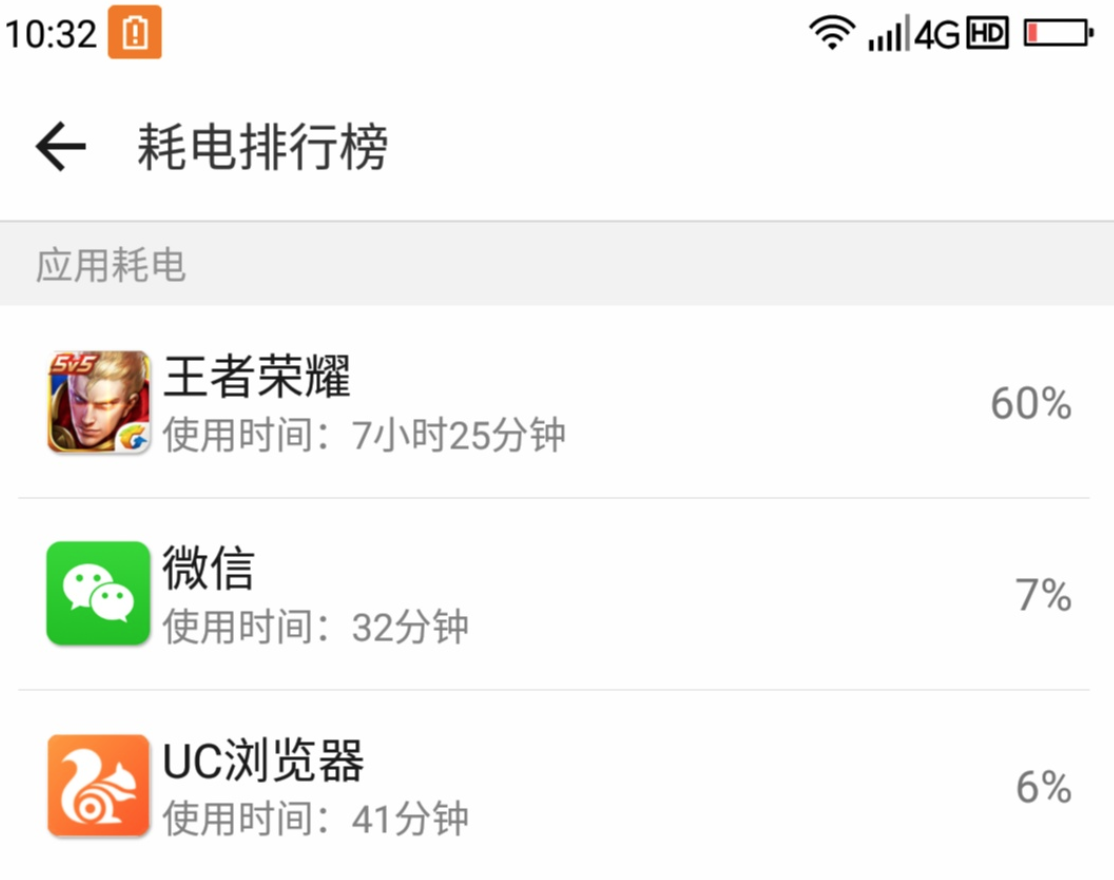 10:32 4G HD
耗电排行榜
应用耗电
5v5
王者荣耀
60%
使用时间：7小时25分钟
微信
7%
使用时间：32分钟
UC浏览器
6%
使用时间：41分钟